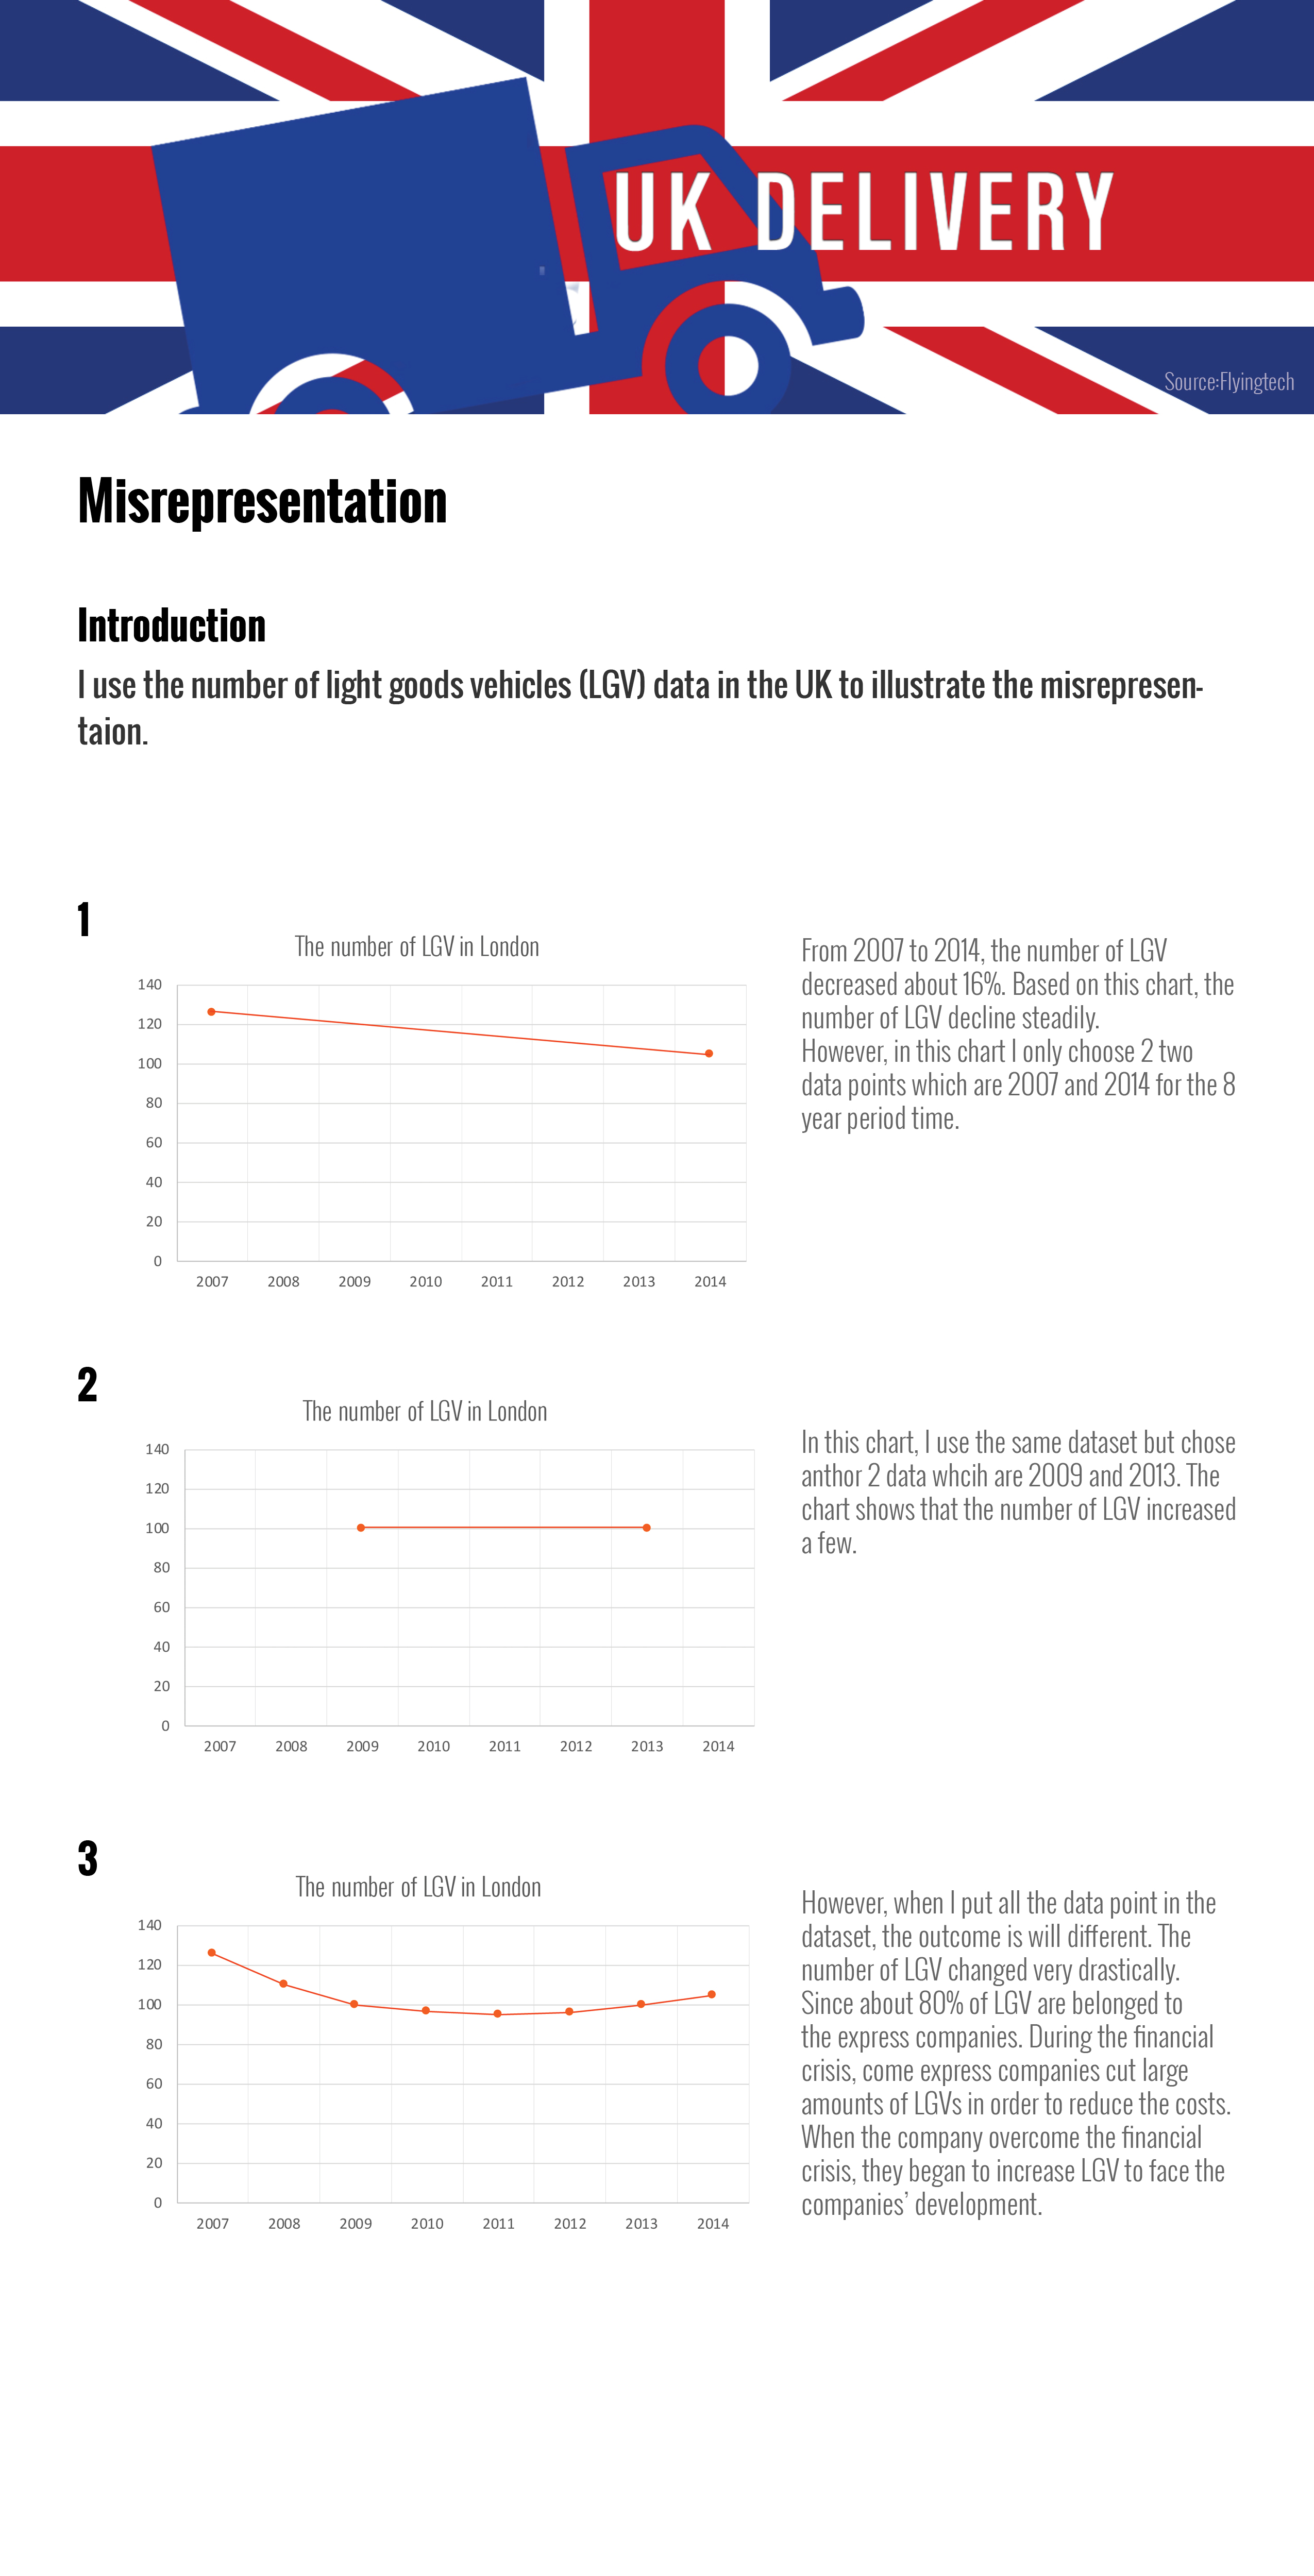 UK DELIVERY
Source:Flyingtech
Misrepresentation
Introduction
I use the number of light goods vehicles (LGV) data in the UK to illustrate the misrepresen-
taion.
1
The number of LGV in London
140
120
100
80
60
40
20
0
2007 2008 2009 2010 2011 2012 2013 2014
From 2007 to 2014, the number of LGV
decreased about 16%. Based on this chart, the
number of LGV decline steadily.
However, in this chart I only choose 2 two
data points which are 2007 and 2014 for the 8
year period time.
2
The number of LGV in London
140
120
100
80
60
40
20
0
2007 2008 2009 2010 2011 2012 2013 2014
In this chart, I use the same dataset but chose
anthor 2 data whcih are 2009 and 2013. The
chart shows that the number of LGV increased
a few.
3
The number of LGV in London
140
120
100
80
60
40
20
0
2007 2008 2009 2010 2011 2012 2013 2014
However, when I put all the data point in the
dataset, the outcome is will different. The
number of LGV changed very drastically.
Since about 80% of LGV are belonged to
the express companies. During the financial
crisis, come express companies cut large
amounts of LGVs in order to reduce the costs.
When the company overcome the financial
crisis, they began to increase LGV to face the
companies’ development.